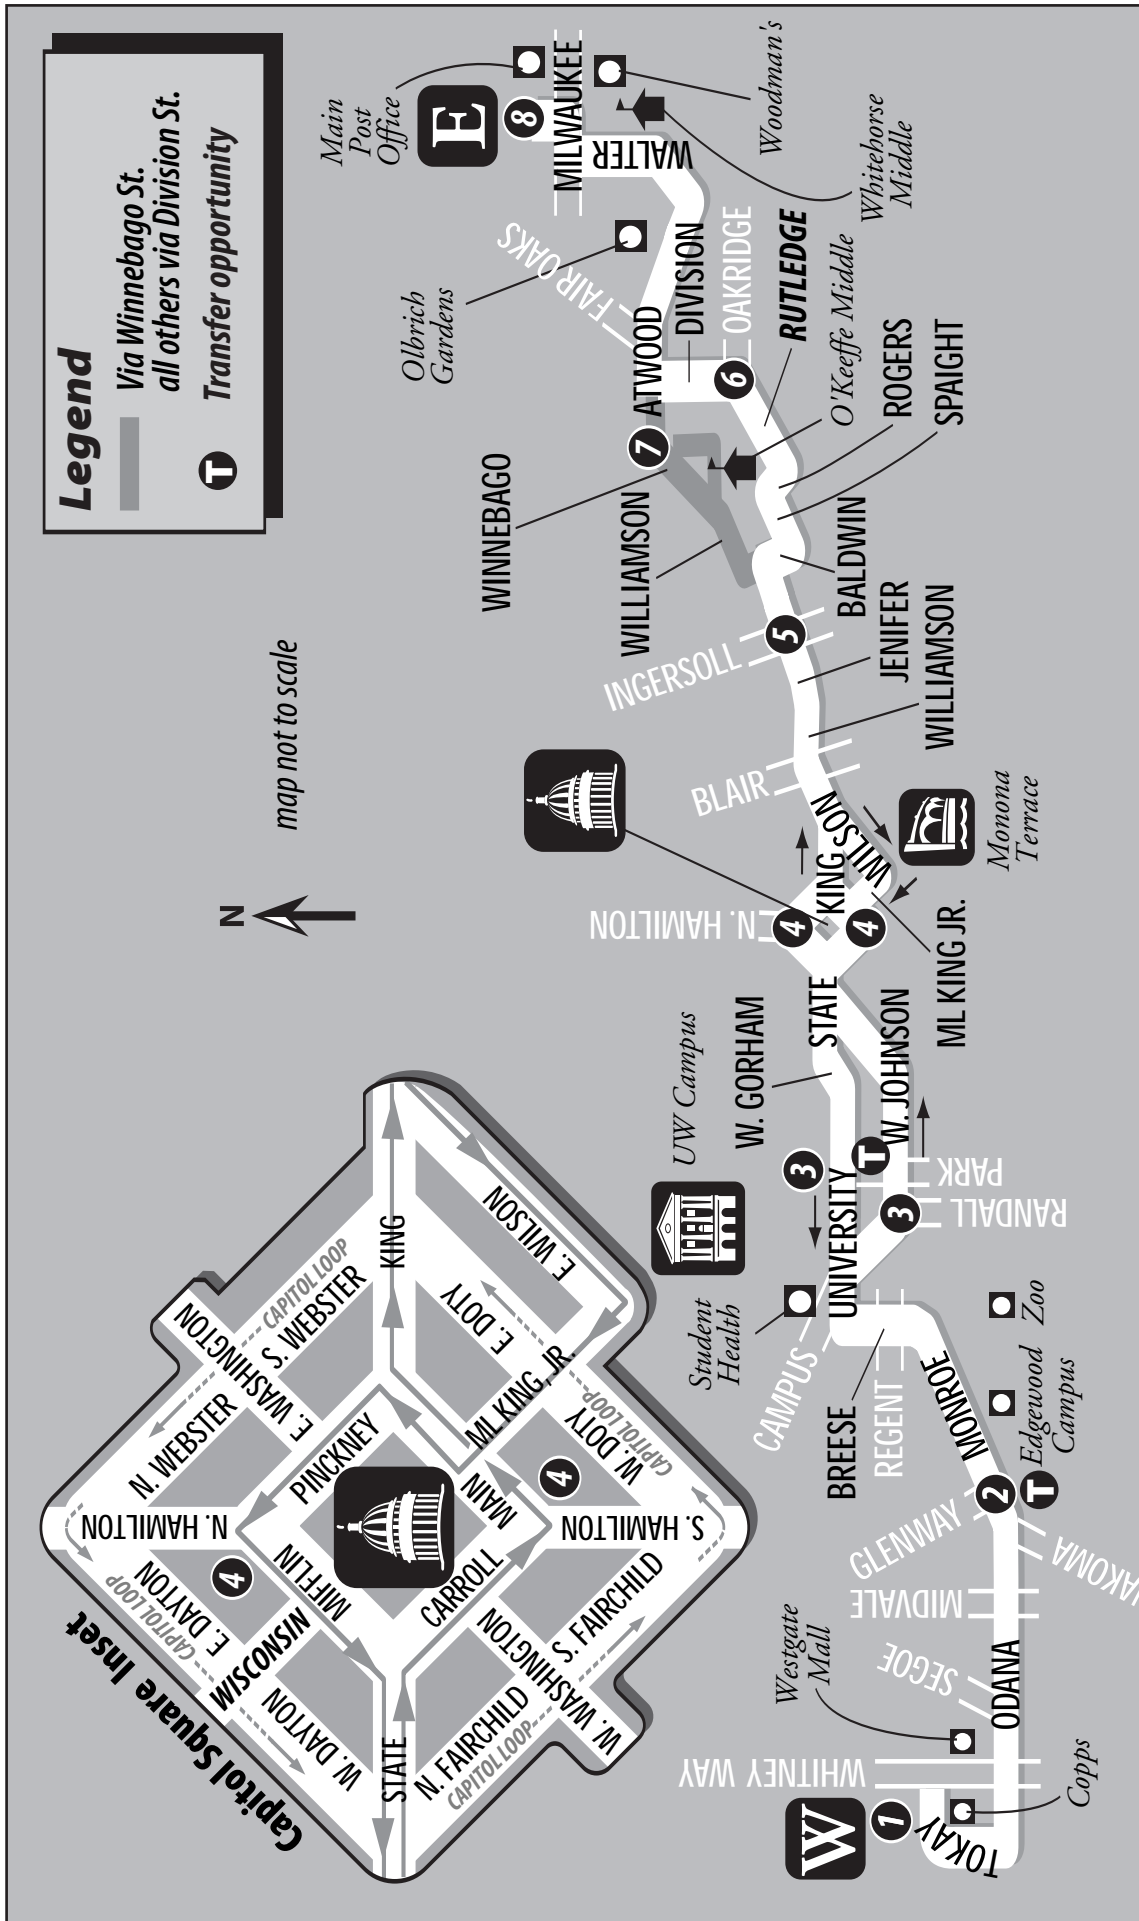 Legend
Via Winnebago St.
all others via Division St.
T
Transfer opportunity
N
map not to scale
Capitol Square Inset
CAPITOL LOOP
CAPITOL LOOP
CAPITOL LOOP
CAPITOL LOOP
N. HAMILTON
N. WEBSTER
E. WASHINGTON
S. WEBSTER
E. DAYTON
4
WISCONSIN
W. DAYTON
MIFFLIN
PINCKNEY
KING
STATE
CARROLL
MAIN
E. DOTY
E. WILSON
ML KING, JR.
N. FAIRCHILD
W. WASHINGTON
S. FAIRCHILD
S. HAMILTON
4
W. DOTY
Main
Post
Office
E
8
MILWAUKEE
WALTER
Woodman's
Whitehorse
Middle
Olbrich
Gardens
FAIR OAKS
ATWOOD
DIVISION
OAKRIDGE
RUTLEDGE
O'Keeffe Middle
6
7
WINNEBAGO
WILLIAMSON
ROGERS
SPAIGHT
BALDWIN
5
INGERSOLL
JENIFER
WILLIAMSON
BLAIR
WILSON
KING
Monona
Terrace
N. HAMILTON
4
4
ML KING JR.
STATE
W. GORHAM
W. JOHNSON
UW Campus
3
T
UNIVERSITY
PARK
3
RANDALL
Student
Health
CAMPUS
BREESE
REGENT
MONROE
Zoo
Edgewood
Campus
2
T
GLENWAY
MIDVALE
SEGOE
ODANA
Westgate
Mall
WHITNEY WAY
W
1
TOKAY
Copps